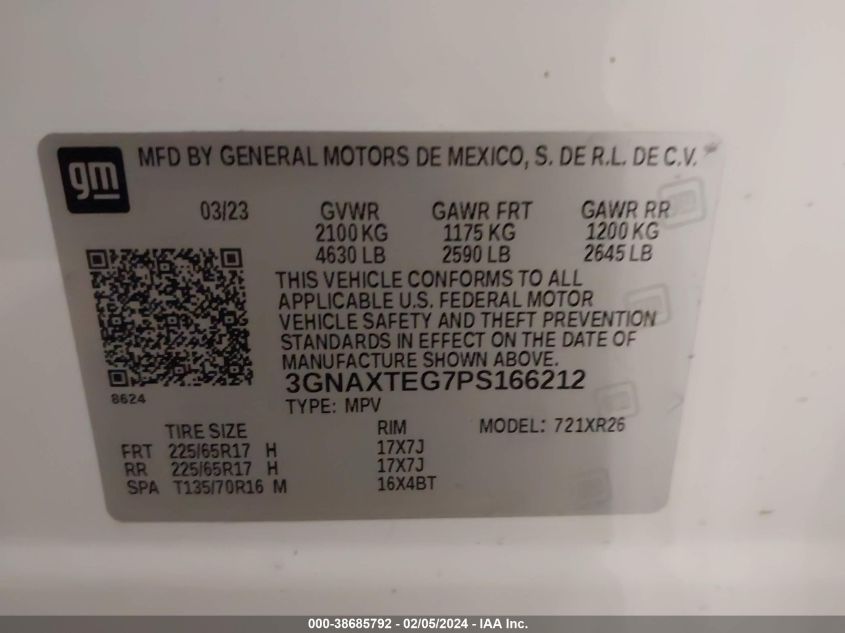 gm
MFD BY GENERAL MOTORS DE MEXICO, S. DE R.L. DE C.V.
03/23 GVWR GAWR FRT GAWR RR
2100 KG 1175 KG 1200 KG
4630 LB 2590 LB 2645 LB
THIS VEHICLE CONFORMS TO ALL
APPLICABLE U.S. FEDERAL MOTOR
VEHICLE SAFETY AND THEFT PREVENTION
STANDARDS IN EFFECT ON THE DATE OF
MANUFACTURE SHOWN ABOVE.
3GNAXTEG7PS166212
8624
TYPE: MPV
TIRE SIZE RIM MODEL: 721XR26
FRT 225/65R17 H 17X7J
RR 225/65R17 H 17X7J
SPA T135/70R16 M 16X4BT
000-38685792 - 02/05/2024 - IAA Inc.